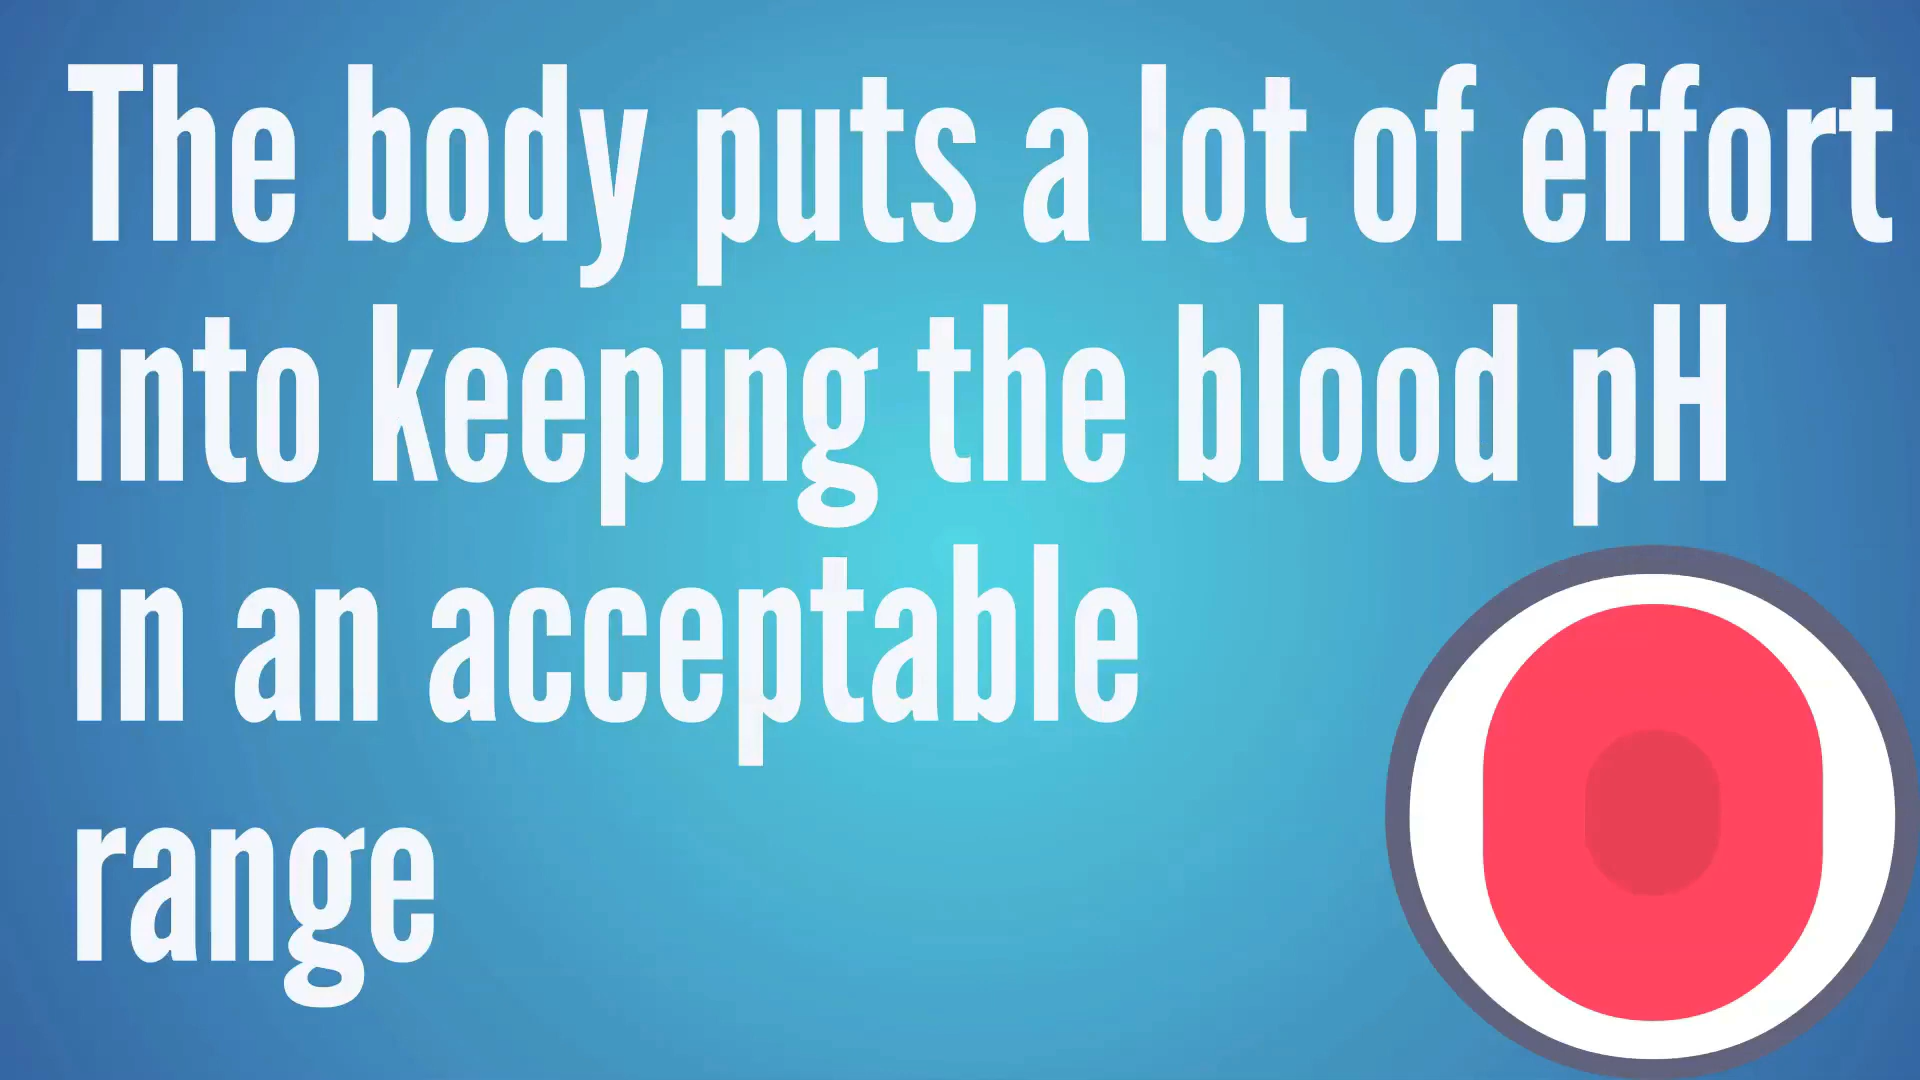 The body puts a lot of effort
into keeping the blood pH
in an acceptable
range